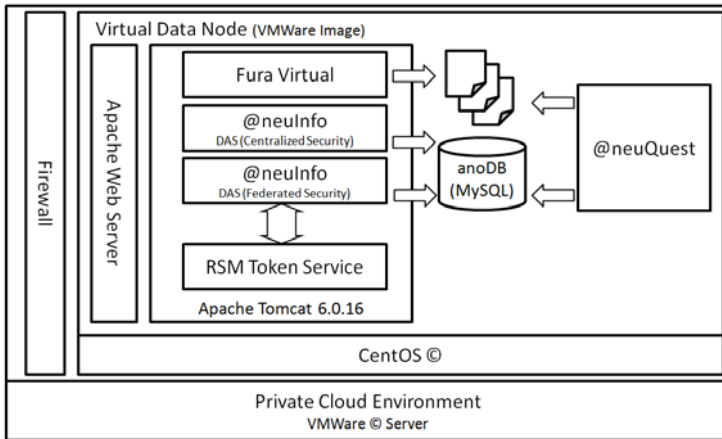 Virtual Data Node (VMWare Image)
Firewall
Apache Web Server
Fura Virtual
@neuInfo
DAS (Centralized Security)
@neuInfo
DAS (Federated Security)
RSM Token Service
Apache Tomcat 6.0.16
anoDB
(MySQL)
@neuQuest
CentOS ©
Private Cloud Environment
VMWare © Server